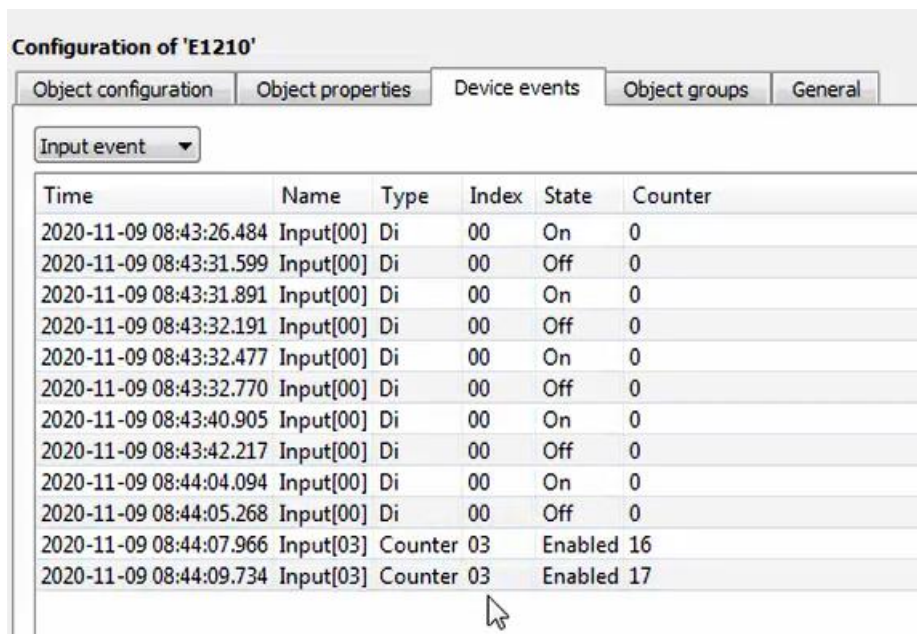 Configuration of 'E1210'
Object configuration Object properties Device events Object groups General
Input event
Time Name Type Index State Counter
2020-11-09 08:43:26.484 Input[00] Di 00 On 0
2020-11-09 08:43:31.599 Input[00] Di 00 Off 0
2020-11-09 08:43:31.891 Input[00] Di 00 On 0
2020-11-09 08:43:32.191 Input[00] Di 00 Off 0
2020-11-09 08:43:32.477 Input[00] Di 00 On 0
2020-11-09 08:43:32.770 Input[00] Di 00 Off 0
2020-11-09 08:43:40.905 Input[00] Di 00 On 0
2020-11-09 08:43:42.217 Input[00] Di 00 Off 0
2020-11-09 08:44:04.094 Input[00] Di 00 On 0
2020-11-09 08:44:05.268 Input[00] Di 00 Off 0
2020-11-09 08:44:07.966 Input[03] Counter 03 Enabled 16
2020-11-09 08:44:09.734 Input[03] Counter 03 Enabled 17